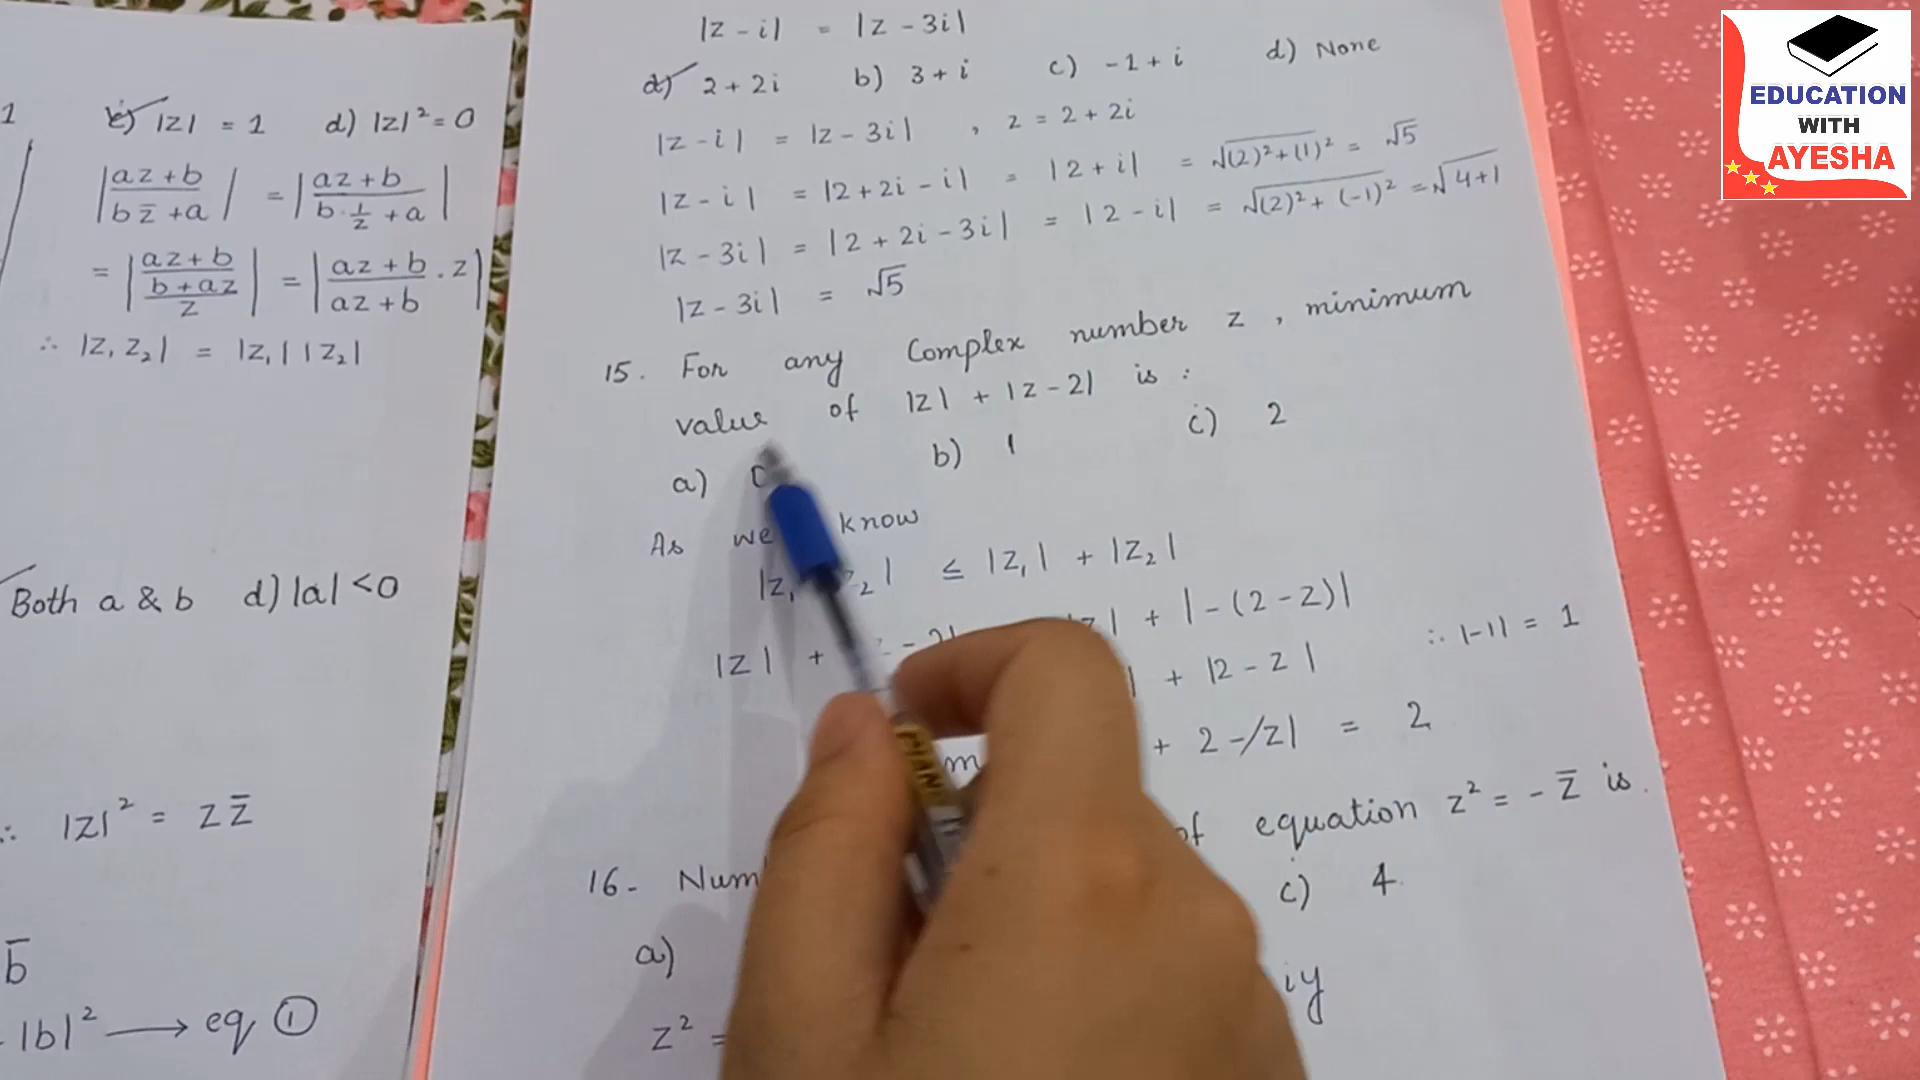 1
c) |z| = 1 d) |z|² = 0
|az + b / b z̄ + a| = |az + b / b · 1/z + a|
= |az + b / (b + az / z)| = |az + b / az + b · z|
∴ |z₁ z₂| = |z₁| |z₂|
Both a & b d) |a| < 0
∴ |z|² = z z̄
b̄
|b|² ⟶ eq ①
|z - i| = |z - 3i|
a) 2 + 2i b) 3 + i c) -1 + i d) None
|z - i| = |z - 3i| , z = 2 + 2i
|z - i| = |2 + 2i - i| = |2 + i| = √(2)² + (1)² = √5
|z - 3i| = |2 + 2i - 3i| = |2 - i| = √(2)² + (-1)² = √4+1
|z - 3i| = √5
15. For any Complex number z , minimum
value of |z| + |z - 2| is :
a) b) 1 c) 2
As we know
|z₁ z₂| ≤ |z₁| + |z₂|
|z| + - 2| |z| + |-(2 - z)|
| + |2 - z| ∴ |-1| = 1
+ 2 - |z| = 2
16- of equation z² = - z̄ is
a) c) 4
z² = iy
EDUCATION
WITH
AYESHA